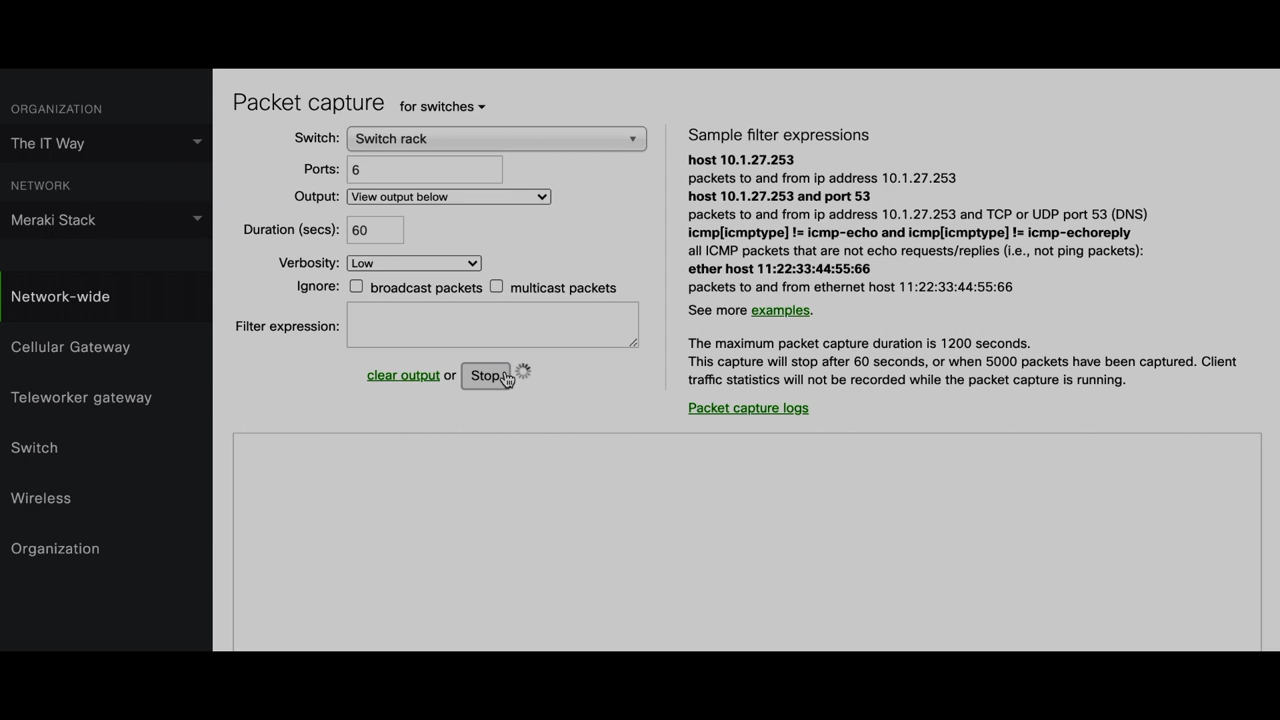 ORGANIZATION
The IT Way
NETWORK
Meraki Stack
Network-wide
Cellular Gateway
Teleworker gateway
Switch
Wireless
Organization
Packet capture for switches
Switch: Switch rack
Ports: 6
Output: View output below
Duration (secs): 60
Verbosity: Low
Ignore: broadcast packets multicast packets
Filter expression:
clear output or Stop
Sample filter expressions
host 10.1.27.253
packets to and from ip address 10.1.27.253
host 10.1.27.253 and port 53
packets to and from ip address 10.1.27.253 and TCP or UDP port 53 (DNS)
icmp[icmptype] != icmp-echo and icmp[icmptype] != icmp-echoreply
all ICMP packets that are not echo requests/replies (i.e., not ping packets):
ether host 11:22:33:44:55:66
packets to and from ethernet host 11:22:33:44:55:66
See more examples.
The maximum packet capture duration is 1200 seconds.
This capture will stop after 60 seconds, or when 5000 packets have been captured. Client
traffic statistics will not be recorded while the packet capture is running.
Packet capture logs